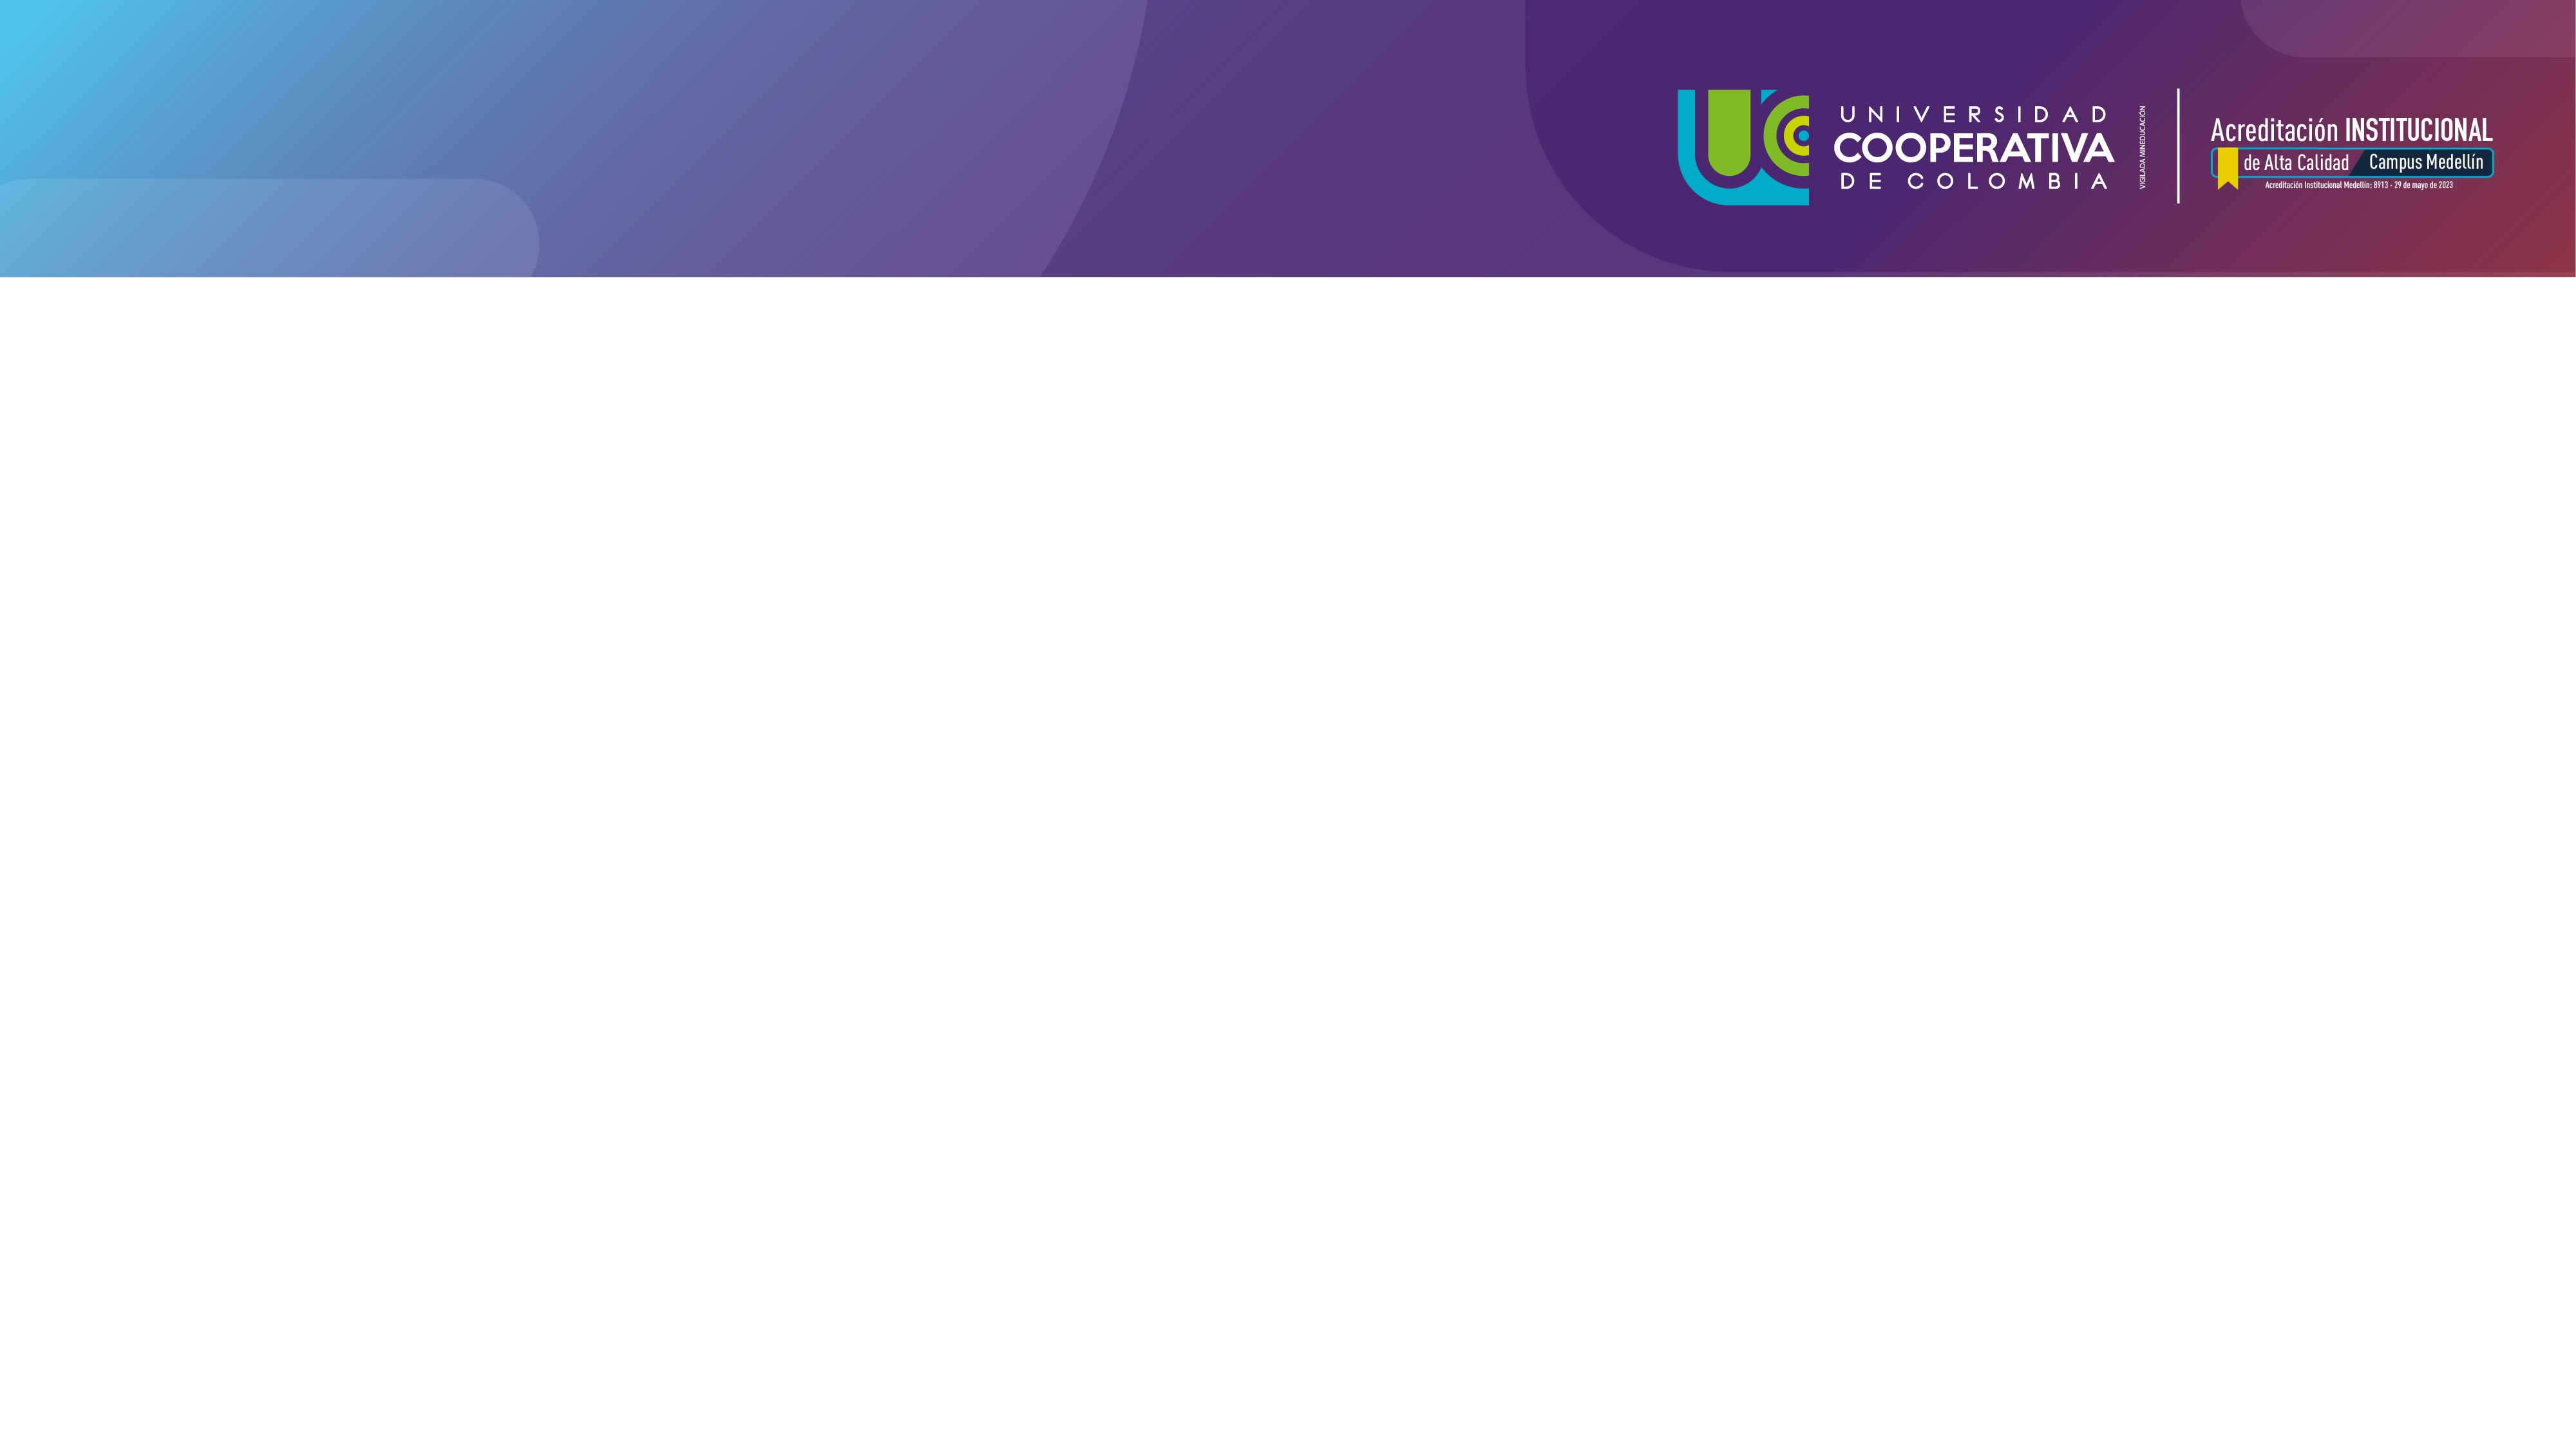 UNIVERSIDAD
COOPERATIVA
DE COLOMBIA
VIGILADA MINEDUCACIÓN
Acreditación INSTITUCIONAL
de Alta Calidad Campus Medellín
Acreditación Institucional Medellín: 8913 - 29 de mayo de 2023